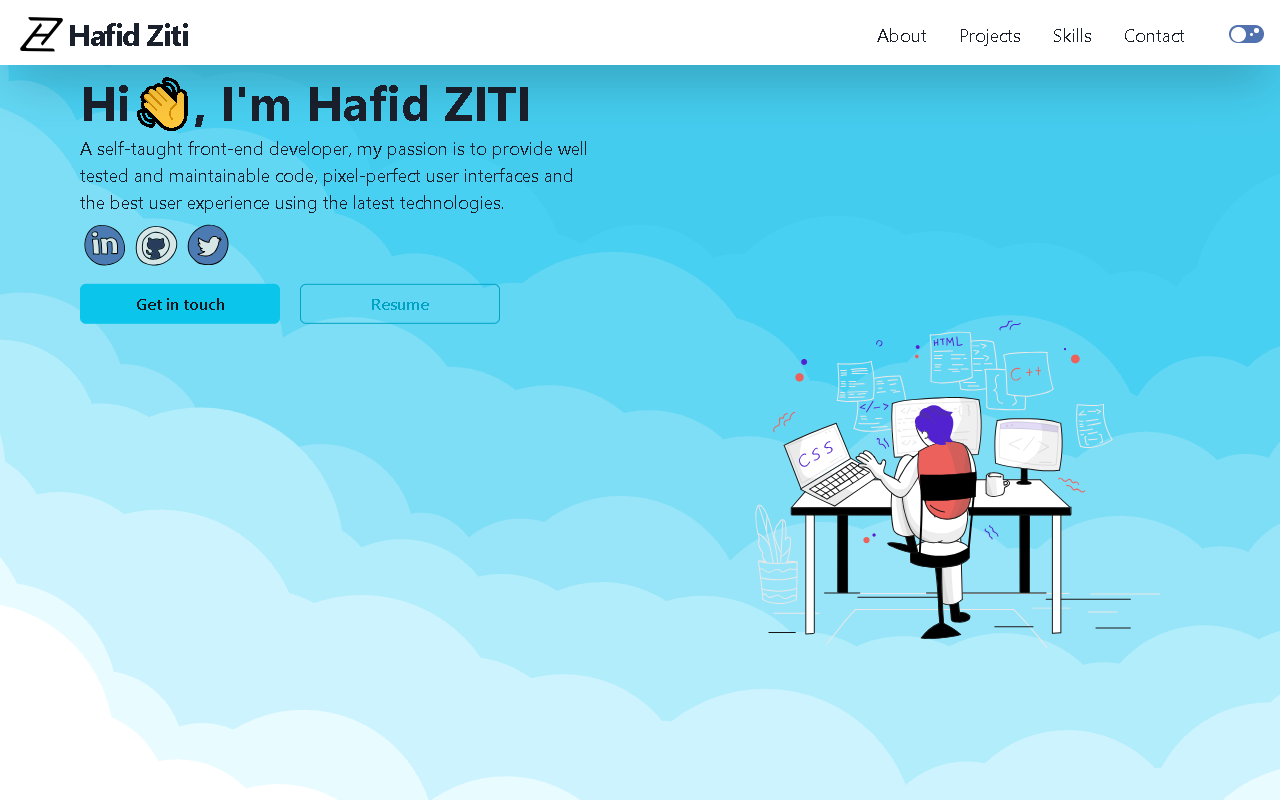 Hafid Ziti
About
Projects
Skills
Contact
Hi👋, I'm Hafid ZITI
A self-taught front-end developer, my passion is to provide well
tested and maintainable code, pixel-perfect user interfaces and
the best user experience using the latest technologies.
in
Get in touch
Resume
HTML
C++
</->
CSS
</>